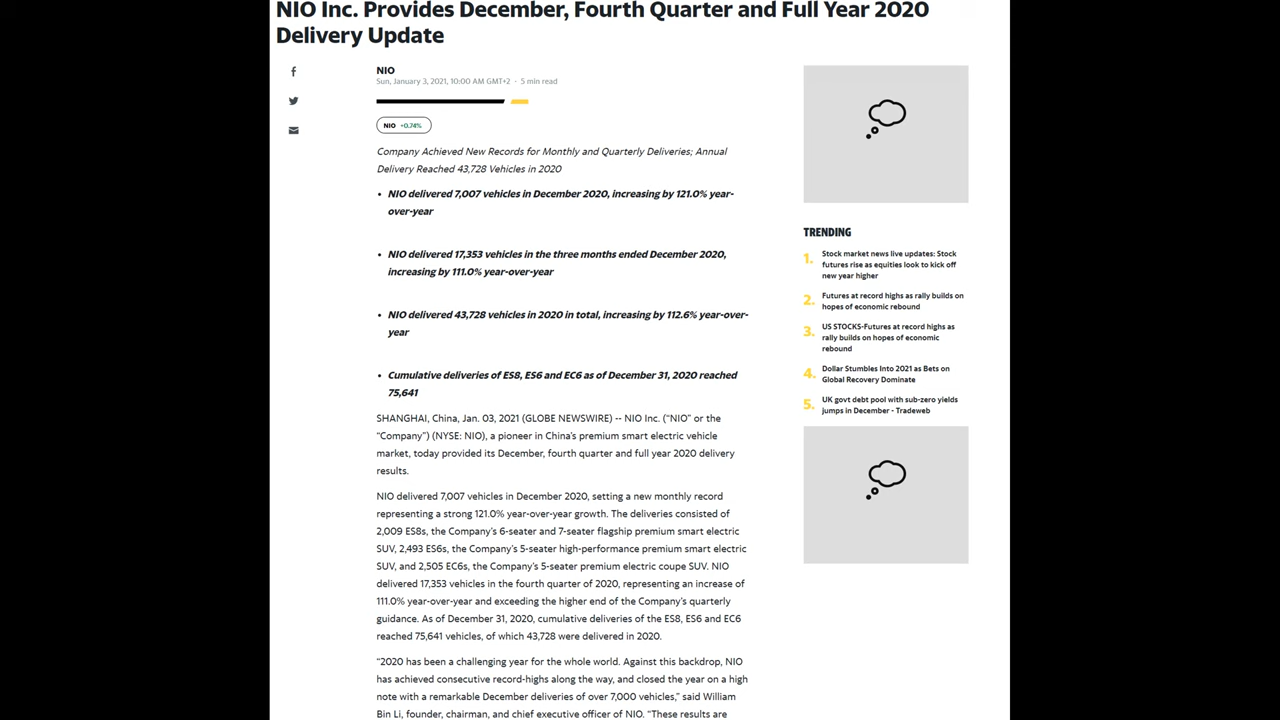 NIO Inc. Provides December, Fourth Quarter and Full Year 2020
Delivery Update
NIO
Sun, January 3, 2021, 10:00 AM GMT+2 · 5 min read
NIO +0.74%
Company Achieved New Records for Monthly and Quarterly Deliveries; Annual
Delivery Reached 43,728 Vehicles in 2020
• NIO delivered 7,007 vehicles in December 2020, increasing by 121.0% year-
over-year
• NIO delivered 17,353 vehicles in the three months ended December 2020,
increasing by 111.0% year-over-year
• NIO delivered 43,728 vehicles in 2020 in total, increasing by 112.6% year-over-
year
• Cumulative deliveries of ES8, ES6 and EC6 as of December 31, 2020 reached
75,641
SHANGHAI, China, Jan. 03, 2021 (GLOBE NEWSWIRE) -- NIO Inc. (“NIO” or the
“Company”) (NYSE: NIO), a pioneer in China’s premium smart electric vehicle
market, today provided its December, fourth quarter and full year 2020 delivery
results.
NIO delivered 7,007 vehicles in December 2020, setting a new monthly record
representing a strong 121.0% year-over-year growth. The deliveries consisted of
2,009 ES8s, the Company’s 6-seater and 7-seater flagship premium smart electric
SUV, 2,493 ES6s, the Company’s 5-seater high-performance premium smart electric
SUV, and 2,505 EC6s, the Company’s 5-seater premium electric coupe SUV. NIO
delivered 17,353 vehicles in the fourth quarter of 2020, representing an increase of
111.0% year-over-year and exceeding the higher end of the Company’s quarterly
guidance. As of December 31, 2020, cumulative deliveries of the ES8, ES6 and EC6
reached 75,641 vehicles, of which 43,728 were delivered in 2020.
“2020 has been a challenging year for the whole world. Against this backdrop, NIO
has achieved consecutive record-highs along the way, and closed the year on a high
note with a remarkable December deliveries of over 7,000 vehicles,” said William
Bin Li, founder, chairman, and chief executive officer of NIO. “These results are
TRENDING
1. Stock market news live updates: Stock
futures rise as equities look to kick off
new year higher
2. Futures at record highs as rally builds on
hopes of economic rebound
3. US STOCKS-Futures at record highs as
rally builds on hopes of economic
rebound
4. Dollar Stumbles Into 2021 as Bets on
Global Recovery Dominate
5. UK govt debt pool with sub-zero yields
jumps in December - Tradeweb